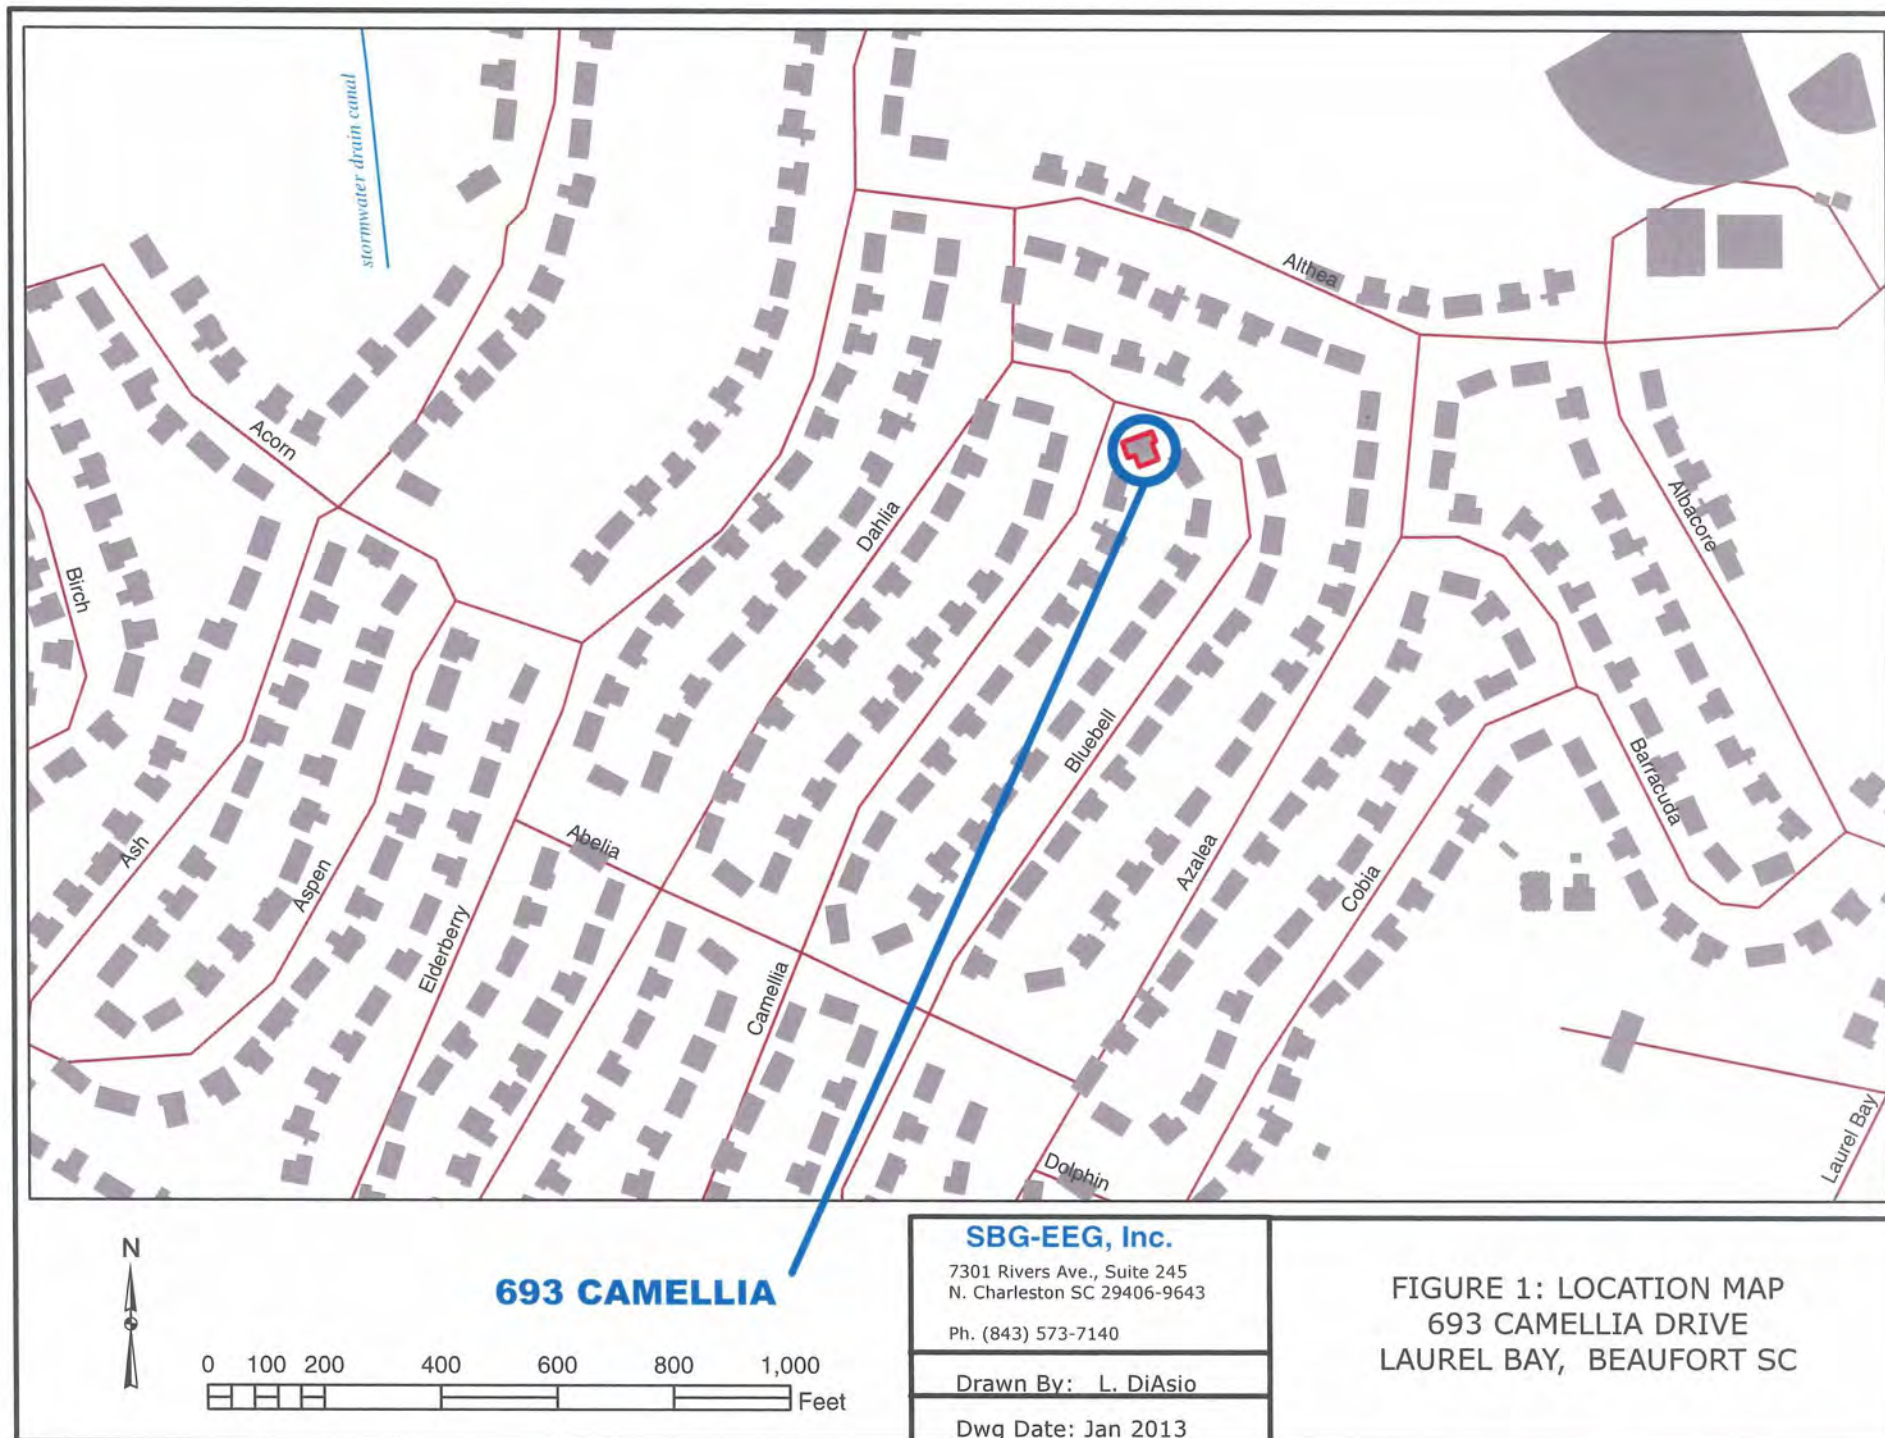 stormwater drain canal
Althea
Acorn
Dahlia
Albacore
Birch
Bluebell
Barracuda
Abelia
Ash
Aspen
Azalea
Cobia
Elderberry
Camellia
Laurel Bay
Dolphin
N
693 CAMELLIA
0 100 200 400 600 800 1,000
Feet
SBG-EEG, Inc.
7301 Rivers Ave., Suite 245
N. Charleston SC 29406-9643
Ph. (843) 573-7140
Drawn By: L. DiAsio
Dwg Date: Jan 2013
FIGURE 1: LOCATION MAP
693 CAMELLIA DRIVE
LAUREL BAY, BEAUFORT SC